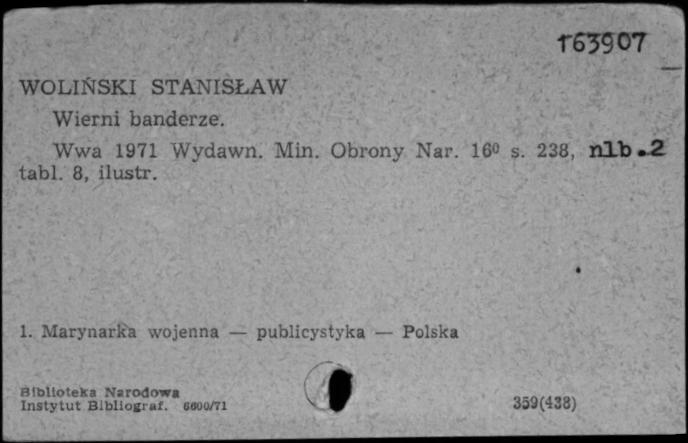 163907
WOLIŃSKI STANISŁAW
Wierni banderze.
Wwa 1971 Wydawn. Min. Obrony Nar. 16⁰ s. 238, nlb.2
tabl. 8, ilustr.
1. Marynarka wojenna — publicystyka — Polska
Biblioteka Narodowa
Instytut Bibliograf. 6600/71
359(438)